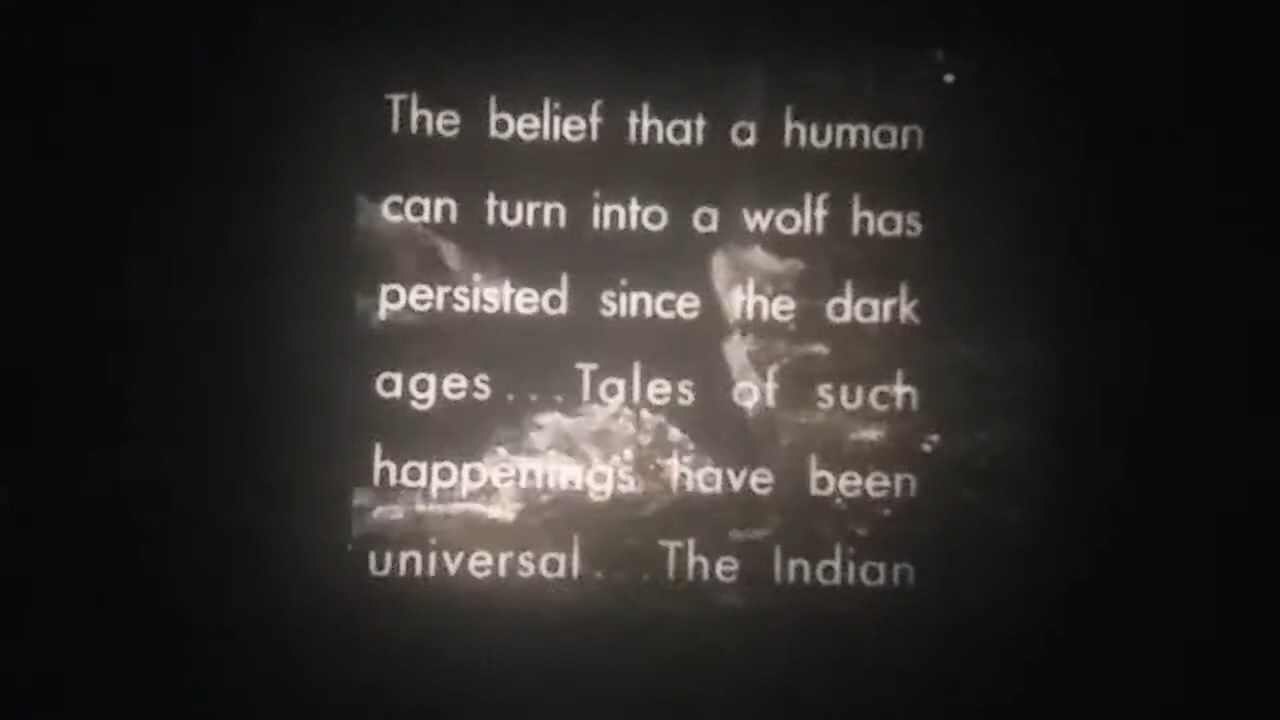 The belief that a human
can turn into a wolf has
persisted since the dark
ages...Tales of such
happenings have been
universal...The Indian